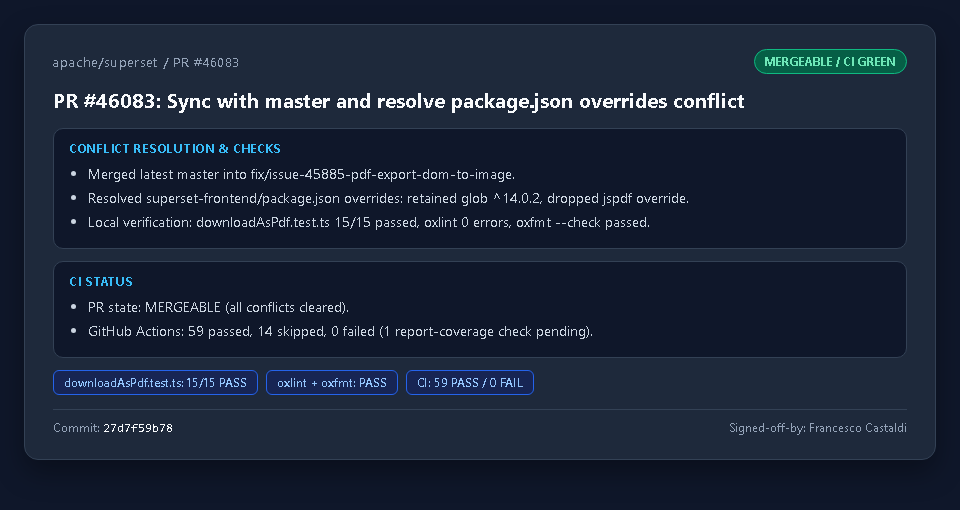 apache/superset / PR #46083
MERGEABLE / CI GREEN
PR #46083: Sync with master and resolve package.json overrides conflict
CONFLICT RESOLUTION & CHECKS
• Merged latest master into fix/issue-45885-pdf-export-dom-to-image.
• Resolved superset-frontend/package.json overrides: retained glob ^14.0.2, dropped jspdf override.
• Local verification: downloadAsPdf.test.ts 15/15 passed, oxlint 0 errors, oxfmt --check passed.
CI STATUS
• PR state: MERGEABLE (all conflicts cleared).
• GitHub Actions: 59 passed, 14 skipped, 0 failed (1 report-coverage check pending).
downloadAsPdf.test.ts: 15/15 PASS
oxlint + oxfmt: PASS
CI: 59 PASS / 0 FAIL
Commit: 27d7f59b78
Signed-off-by: Francesco Castaldi